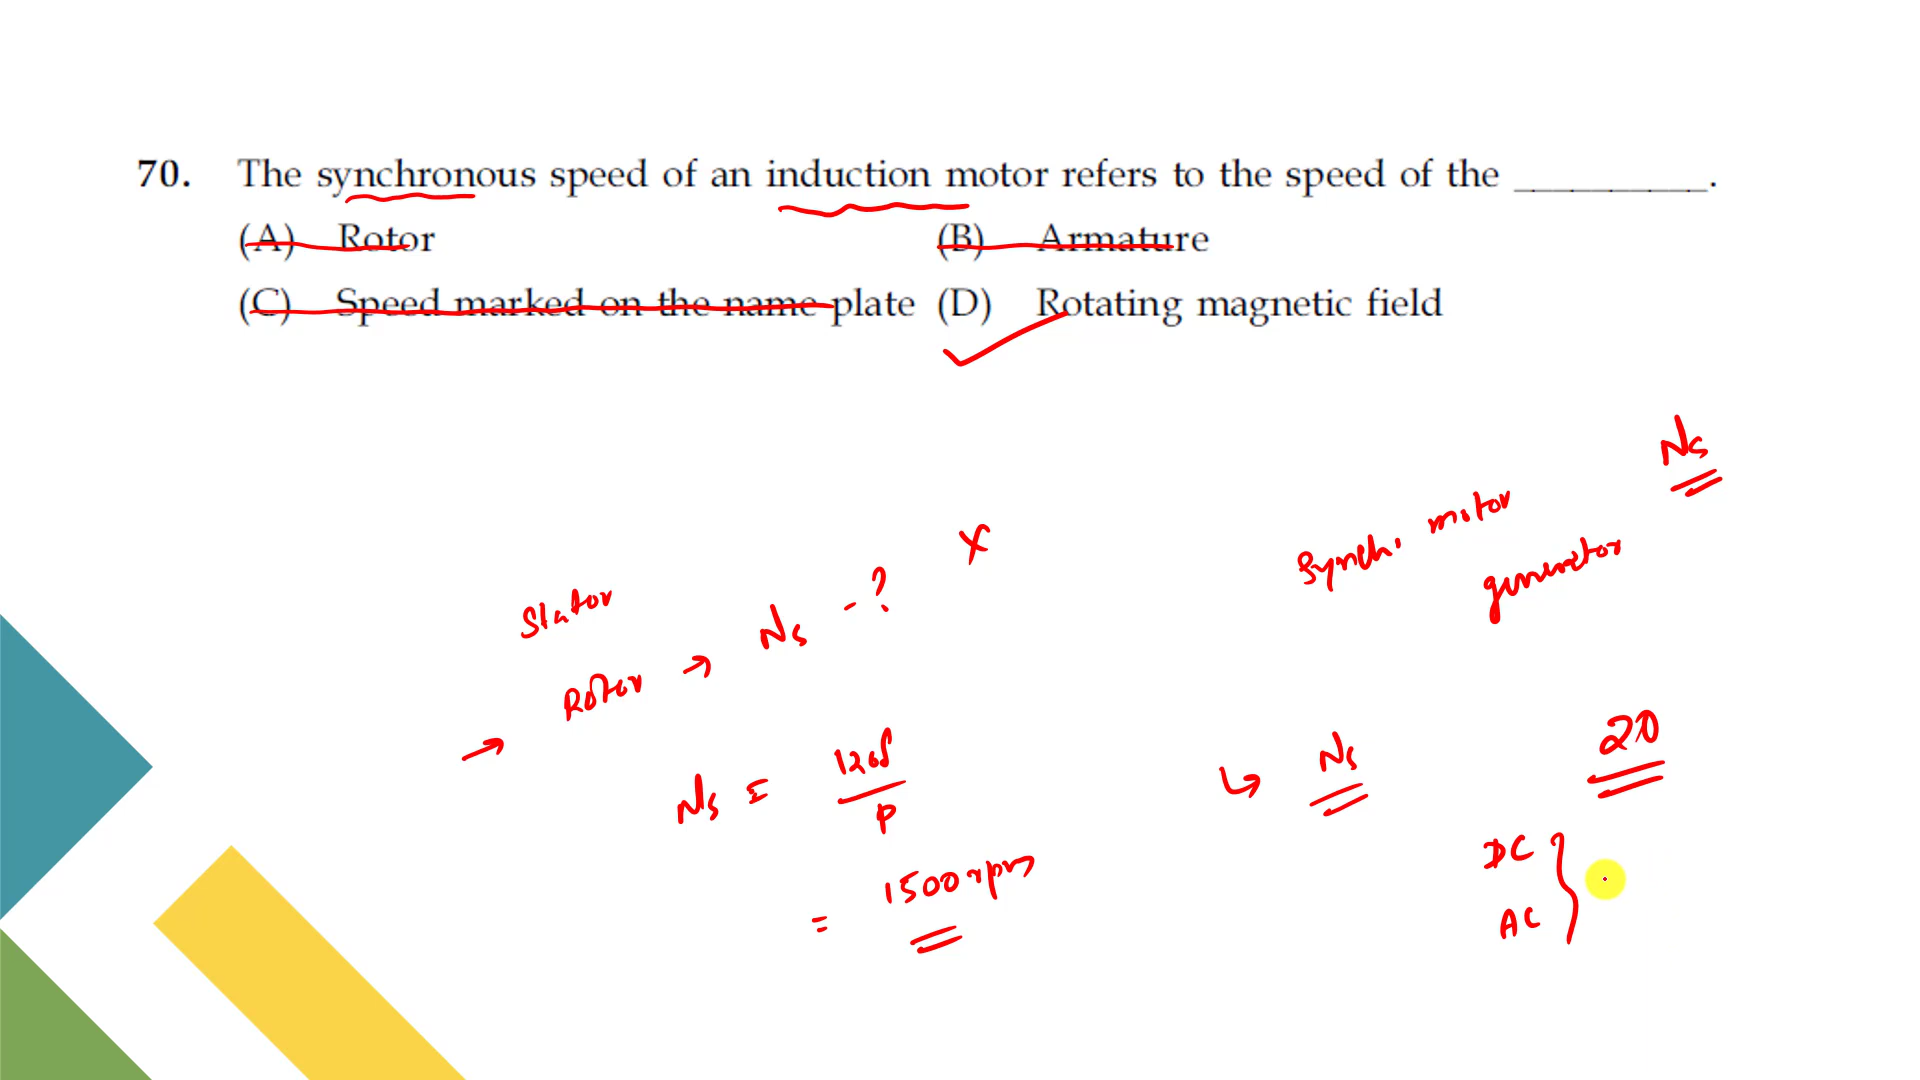 70. The synchronous speed of an induction motor refers to the speed of the __________.
(A) Rotor (B) Armature
(C) Speed marked on the name plate (D) Rotating magnetic field
Ns
Synch. motor
generator
Stator
Rotor → Ns - ? X
→
Ns = 120f / P
= 1500 rpm
↳ Ns
20
DC
AC